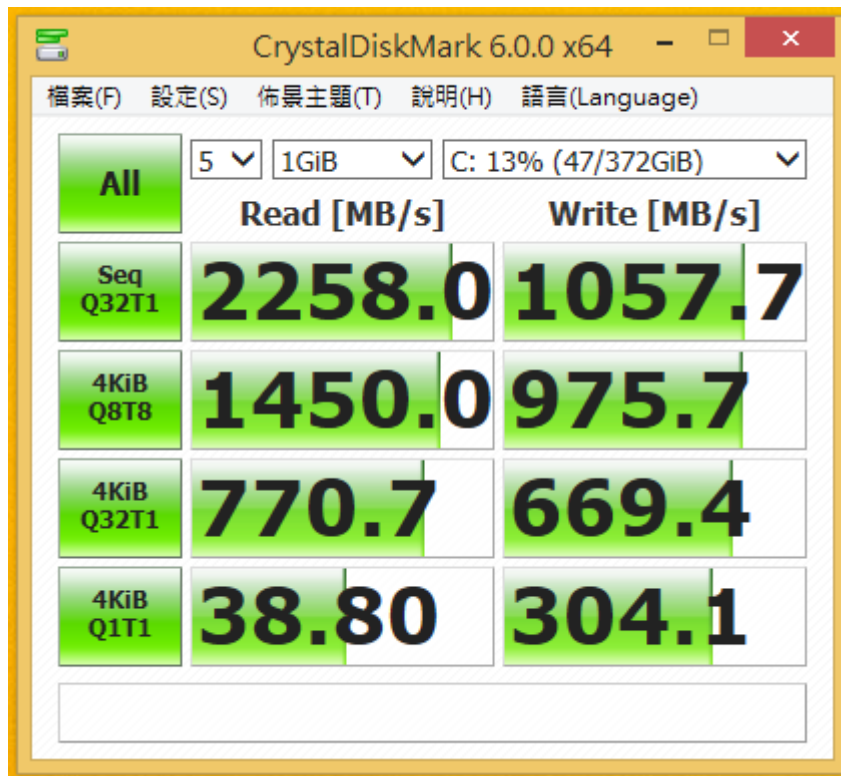 CrystalDiskMark 6.0.0 x64
檔案(F) 設定(S) 佈景主題(T) 說明(H) 語言(Language)
All 5 1GiB C: 13% (47/372GiB)
Read [MB/s] Write [MB/s]
Seq
Q32T1 2258.0 1057.7
4KiB
Q8T8 1450.0 975.7
4KiB
Q32T1 770.7 669.4
4KiB
Q1T1 38.80 304.1